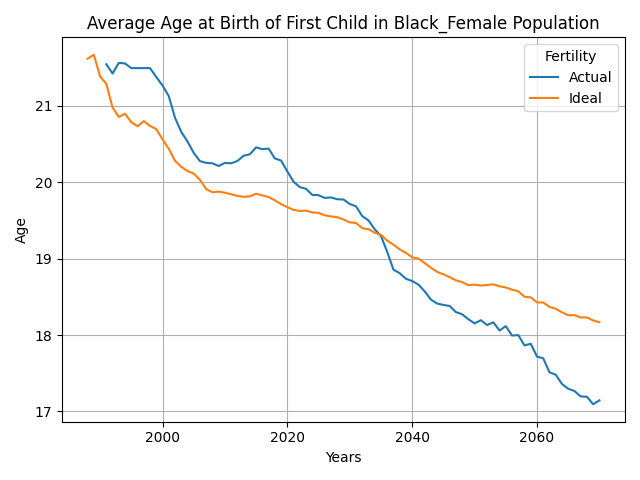 Average Age at Birth of First Child in Black_Female Population
Fertility
Actual
Ideal
Age
21
20
19
18
17
2000
2020
2040
2060
Years